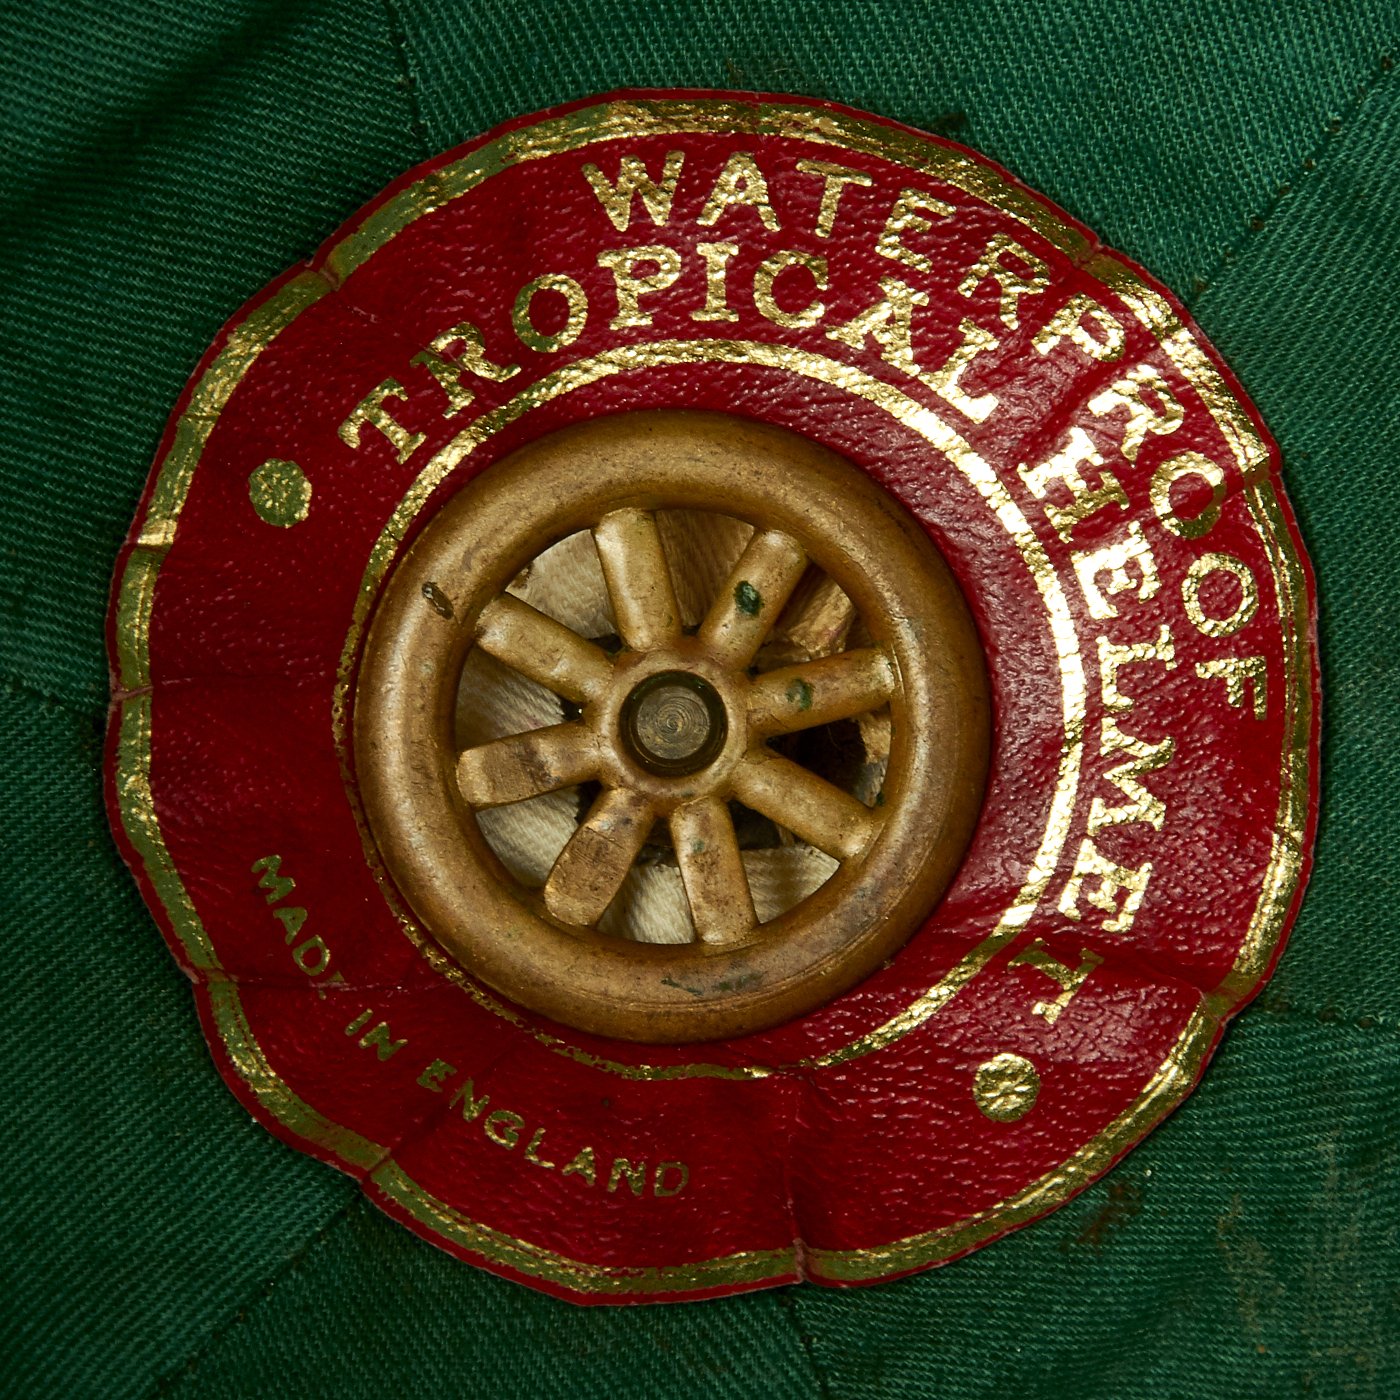 WATERPROOF
TROPICAL HELMET
MADE IN ENGLAND